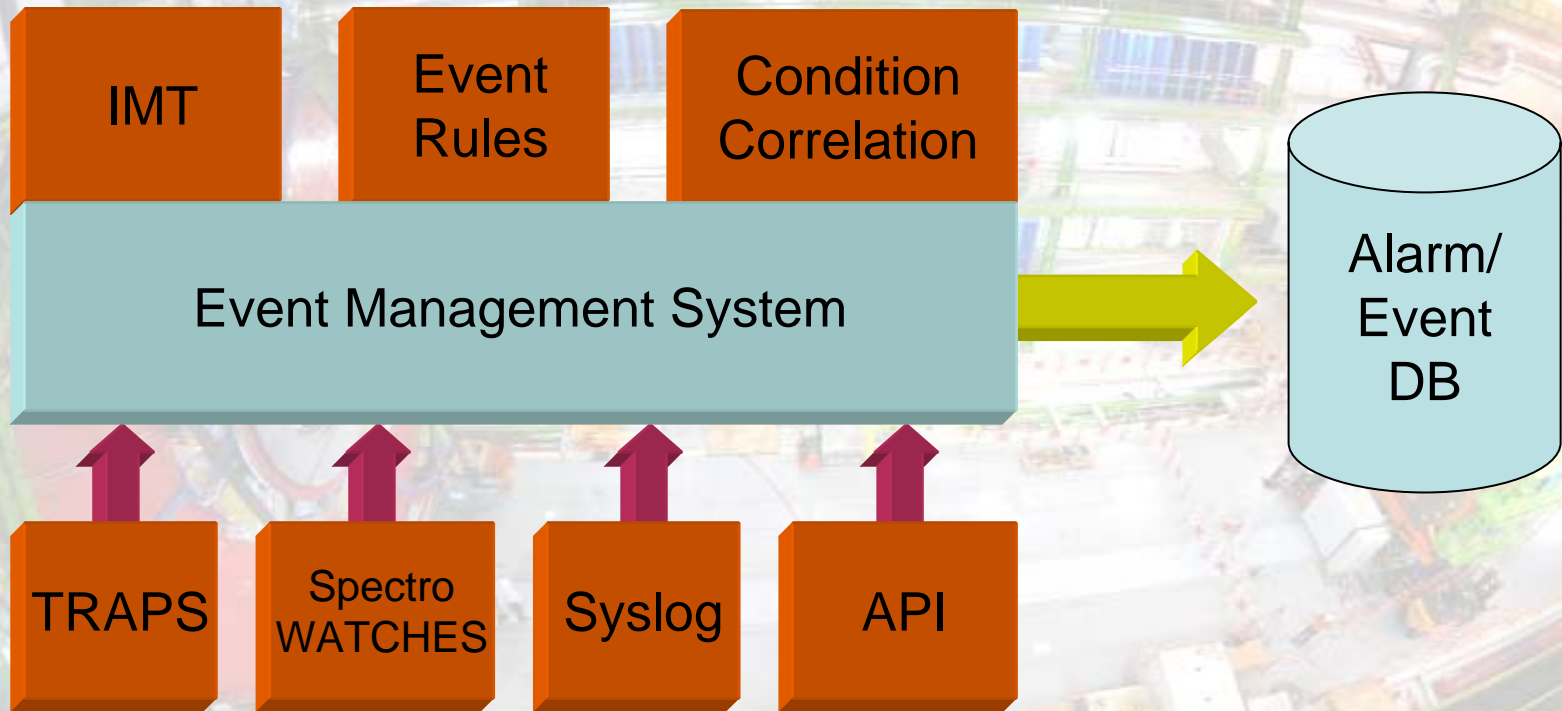 IMT
Event
Rules
Condition
Correlation
Event Management System
Alarm/
Event
DB
TRAPS
Spectro
WATCHES
Syslog
API